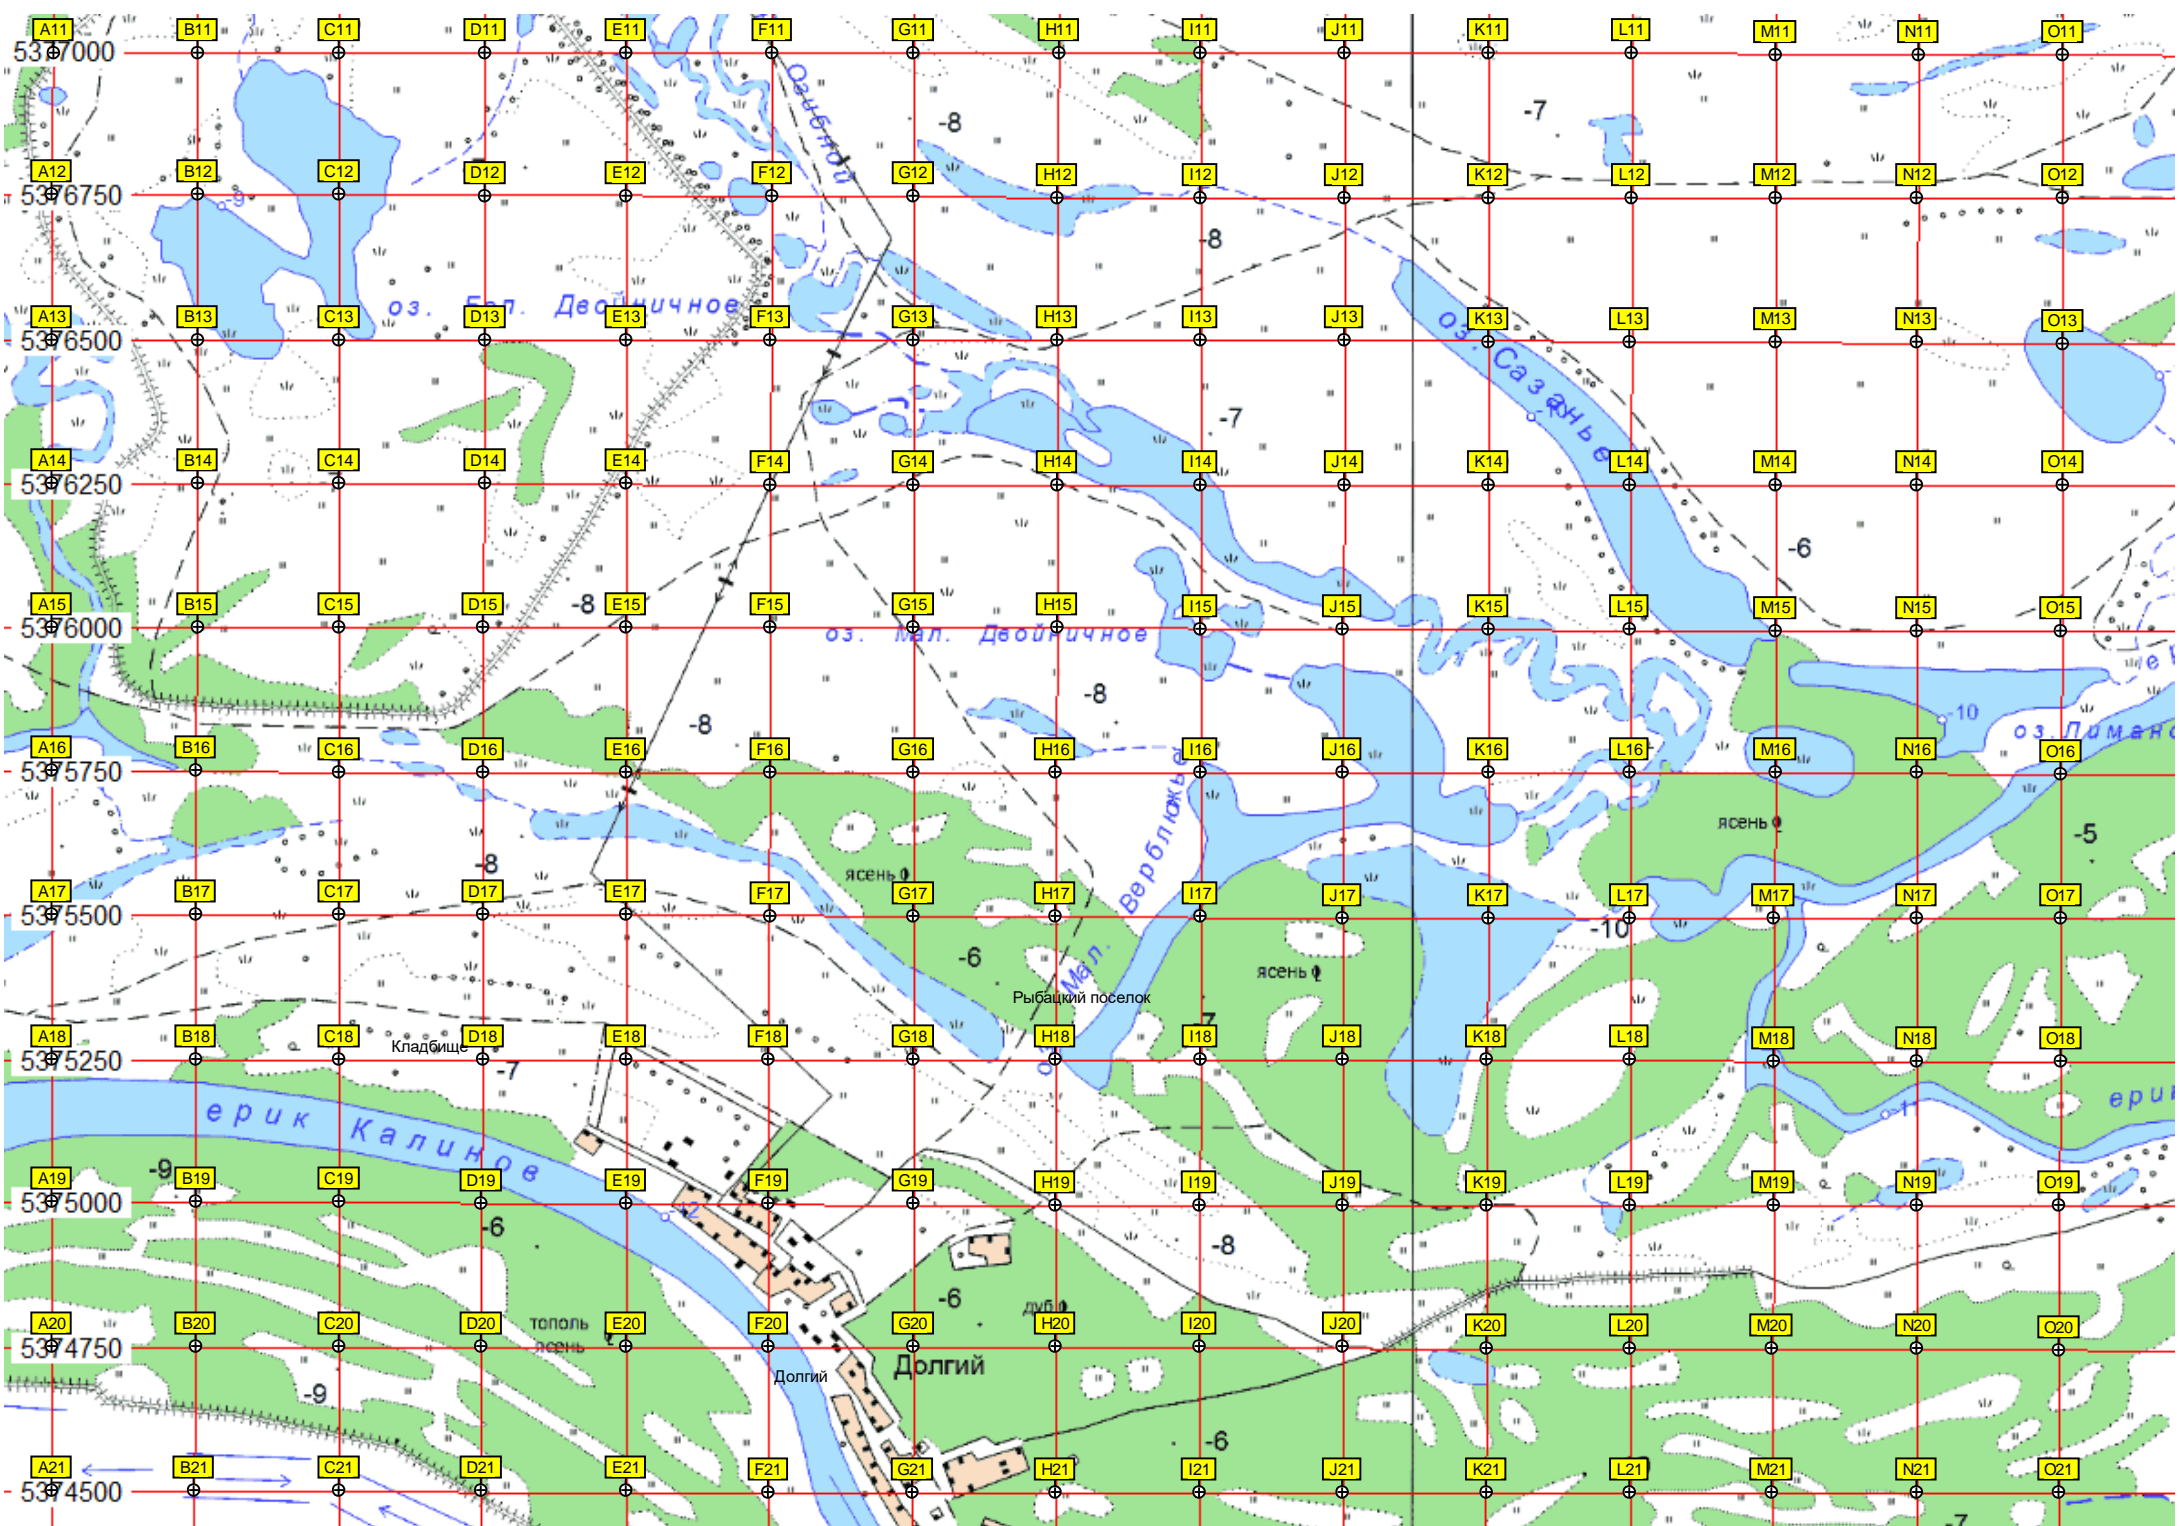 A11 B11 C11 D11 E11 F11 G11 H11 I11 J11 K11 L11 M11 N11 O11
5377000
Огибной
-8
-7
A12 B12 C12 D12 E12 F12 G12 H12 I12 J12 K12 L12 M12 N12 O12
5376750
-9
-8
оз. Бал. Двойничное
A13 B13 C13 D13 E13 F13 G13 H13 I13 J13 K13 L13 M13 N13 O13
5376500
оз. Сазанье
-7
A14 B14 C14 D14 E14 F14 G14 H14 I14 J14 K14 L14 M14 N14 O14
5376250
-6
-8
A15 B15 C15 D15 E15 F15 G15 H15 I15 J15 K15 L15 M15 N15 O15
5376000
оз. Мал. Двойничное
-8
-8
-10
оз. Лиман
A16 B16 C16 D16 E16 F16 G16 H16 I16 J16 K16 L16 M16 N16 O16
5375750
ясень
-5
-8
ясень
Мал. Верблюжье
A17 B17 C17 D17 E17 F17 G17 H17 I17 J17 K17 L17 M17 N17 O17
5375500
-10
-6
ясень
Рыбацкий поселок
-7
A18 B18 C18 D18 E18 F18 G18 H18 I18 J18 K18 L18 M18 N18 O18
Кладбище
5375250
-7
ерик Калинов
ерик
-9
A19 B19 C19 D19 E19 F19 G19 H19 I19 J19 K19 L19 M19 N19 O19
5375000
-12
-6
-8
-6
дуб
тополь
ясень
A20 B20 C20 D20 E20 F20 G20 H20 I20 J20 K20 L20 M20 N20 O20
5374750
Долгий
Долгий
-9
-6
A21 B21 C21 D21 E21 F21 G21 H21 I21 J21 K21 L21 M21 N21 O21
5374500
-7